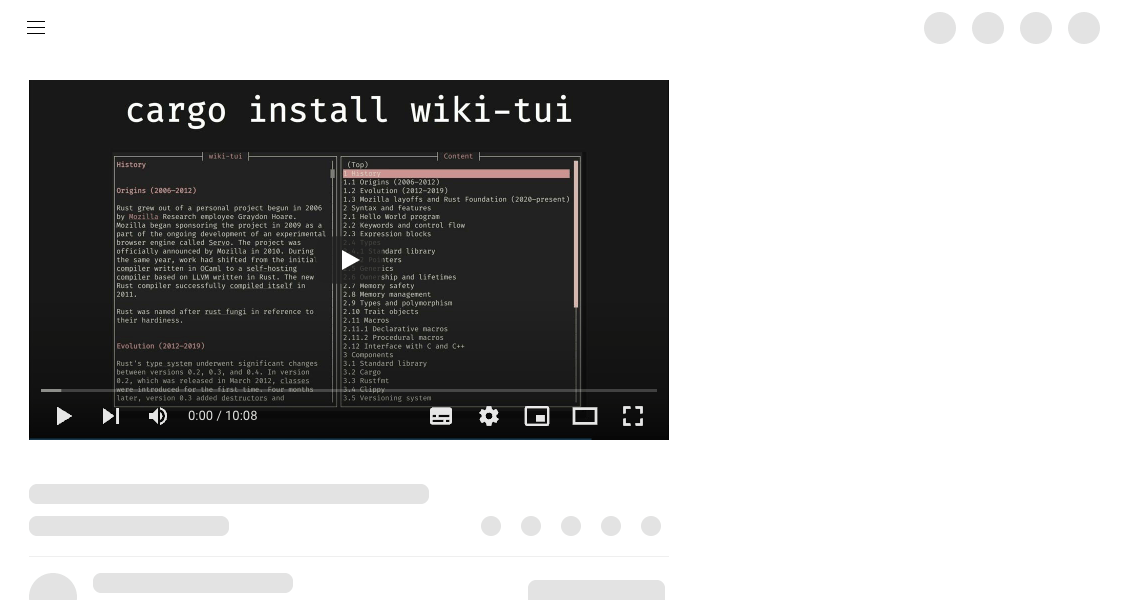 cargo install wiki-tui
wiki-tui
History
Origins (2006–2012)
Rust grew out of a personal project begun in 2006
by Mozilla Research employee Graydon Hoare.
Mozilla began sponsoring the project in 2009 as a
part of the ongoing development of an experimental
browser engine called Servo. The project was
officially announced by Mozilla in 2010. During
the same year, work had shifted from the initial
compiler written in OCaml to a self-hosting
compiler based on LLVM written in Rust. The new
Rust compiler successfully compiled itself in
2011.
Rust was named after rust fungi in reference to
their hardiness.
Evolution (2012–2019)
Rust's type system underwent significant changes
between versions 0.2, 0.3, and 0.4. In version
0.2, which was released in March 2012, classes
were introduced for the first time. Four months
later, version 0.3 added destructors and
Content
(Top)
1 History
1.1 Origins (2006–2012)
1.2 Evolution (2012–2019)
1.3 Mozilla layoffs and Rust Foundation (2020–present)
2 Syntax and features
2.1 Hello World program
2.2 Keywords and control flow
2.3 Expression blocks
2.4 Types
Standard library
Pointers
Generics
2.6 Ownership and lifetimes
2.7 Memory safety
2.8 Memory management
2.9 Types and polymorphism
2.10 Trait objects
2.11 Macros
2.11.1 Declarative macros
2.11.2 Procedural macros
2.12 Interface with C and C++
3 Components
3.1 Standard library
3.2 Cargo
3.3 Rustfmt
3.4 Clippy
3.5 Versioning system
0:00 / 10:08